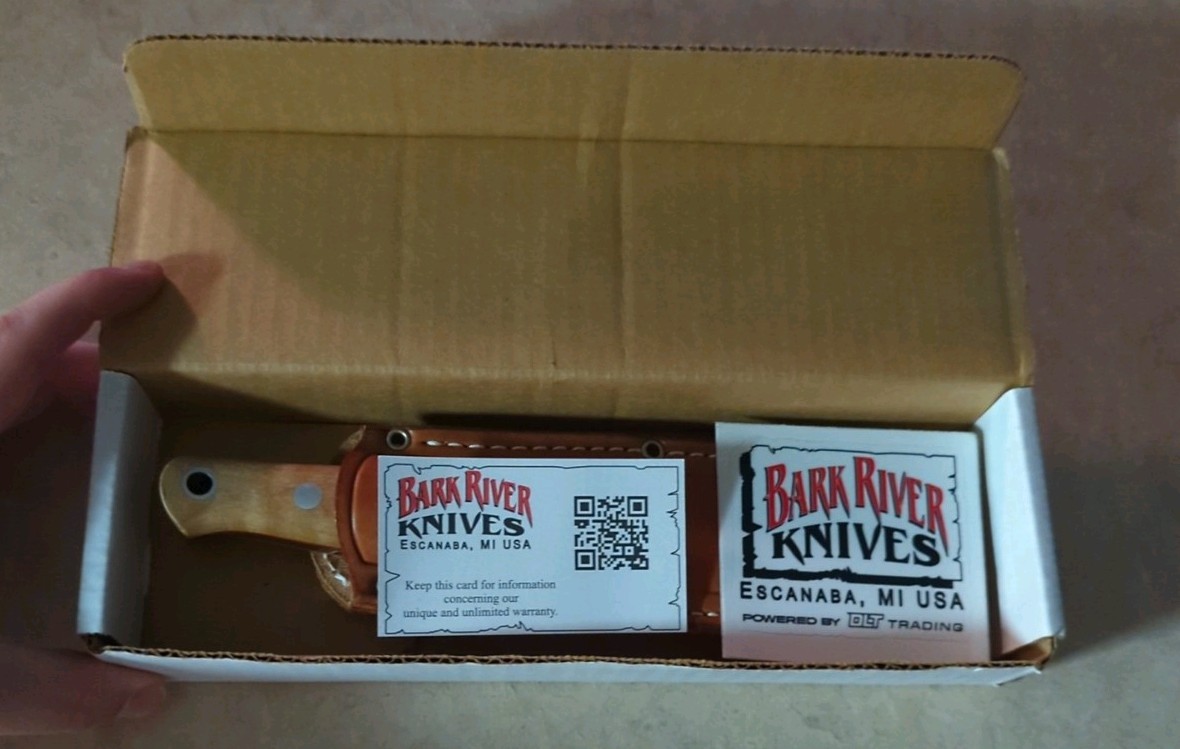 BARK RIVER
KNIVES
ESCANABA, MI USA
Keep this card for information
concerning our
unique and unlimited warranty.
BARK RIVER
KNIVES
ESCANABA, MI USA
POWERED BY DLT TRADING